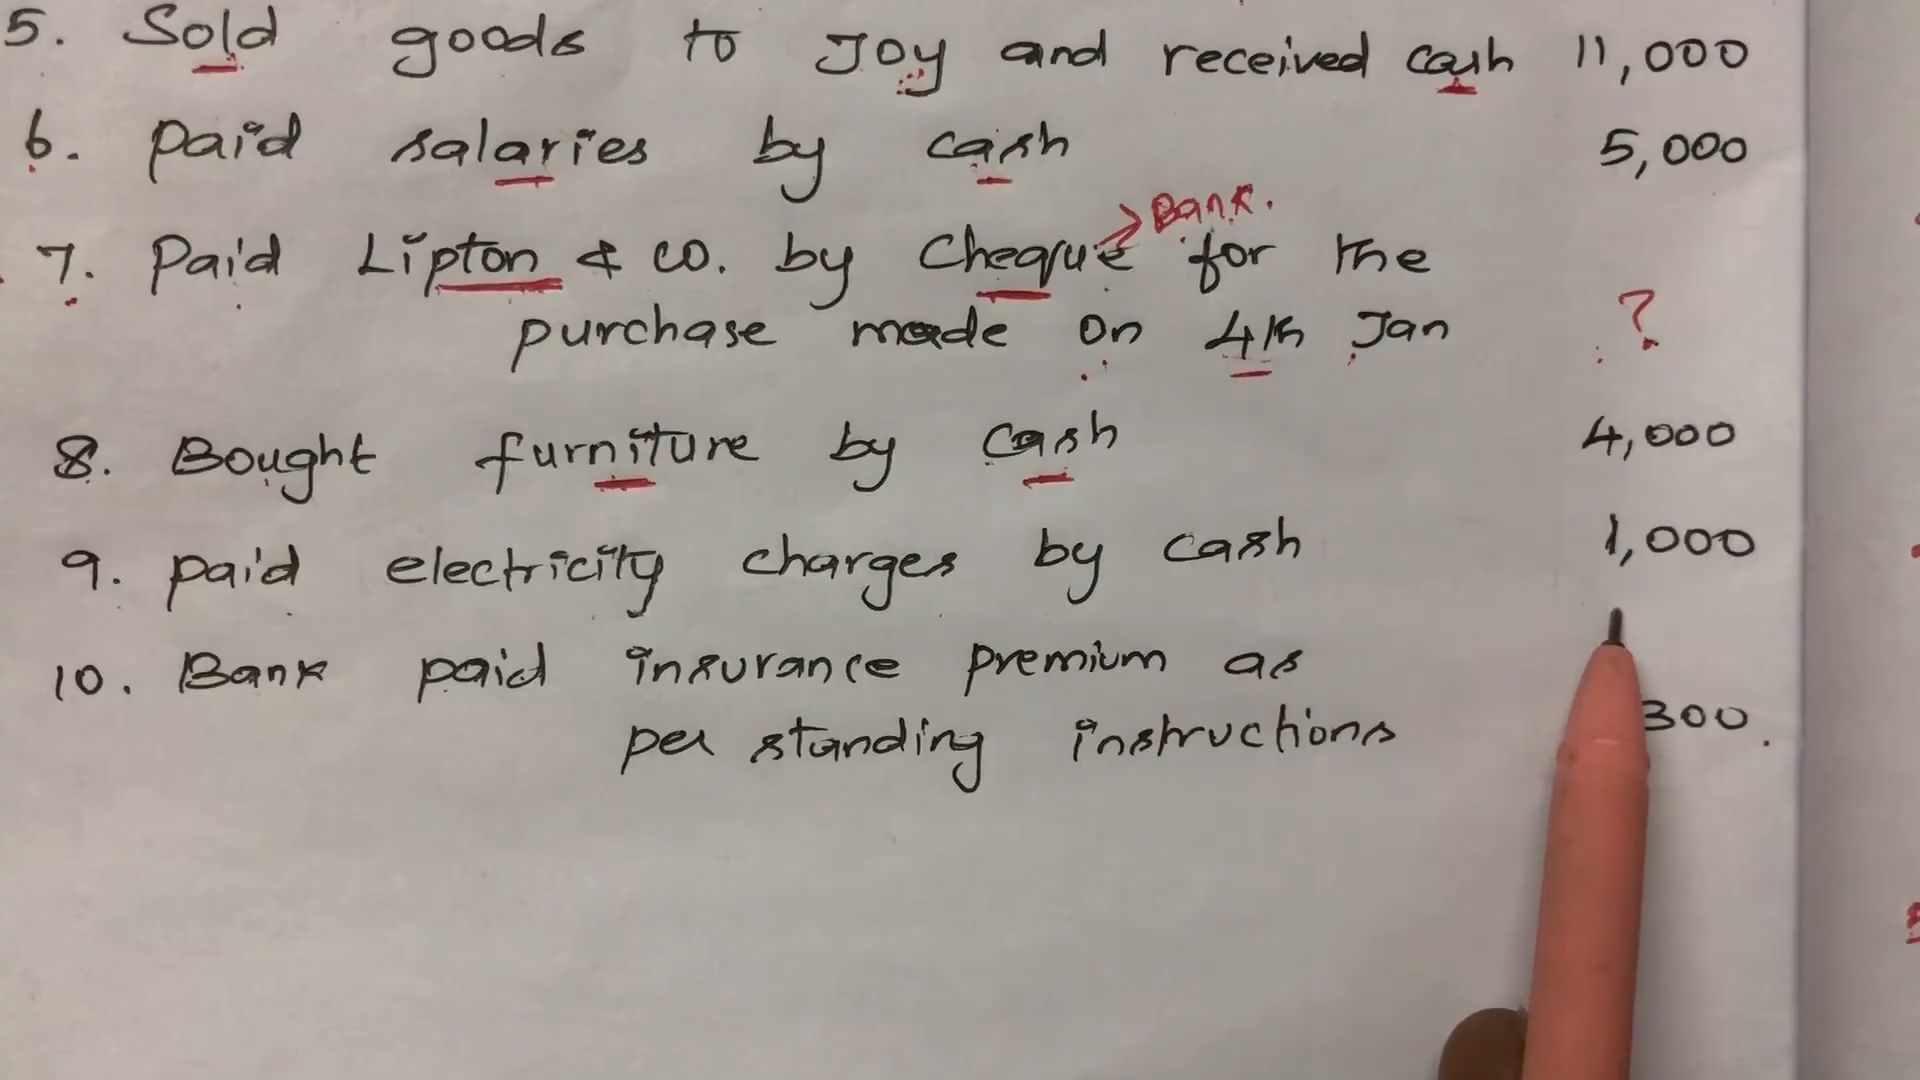 5. Sold goods to Joy and received cash 11,000
6. Paid salaries by cash 5,000
Bank.
7. Paid Lipton & co. by Cheque for the
purchase made on 4th Jan ?
8. Bought furniture by cash 4,000
9. paid electricity charges by cash 1,000
10. Bank paid insurance premium as
per standing instructions 300.